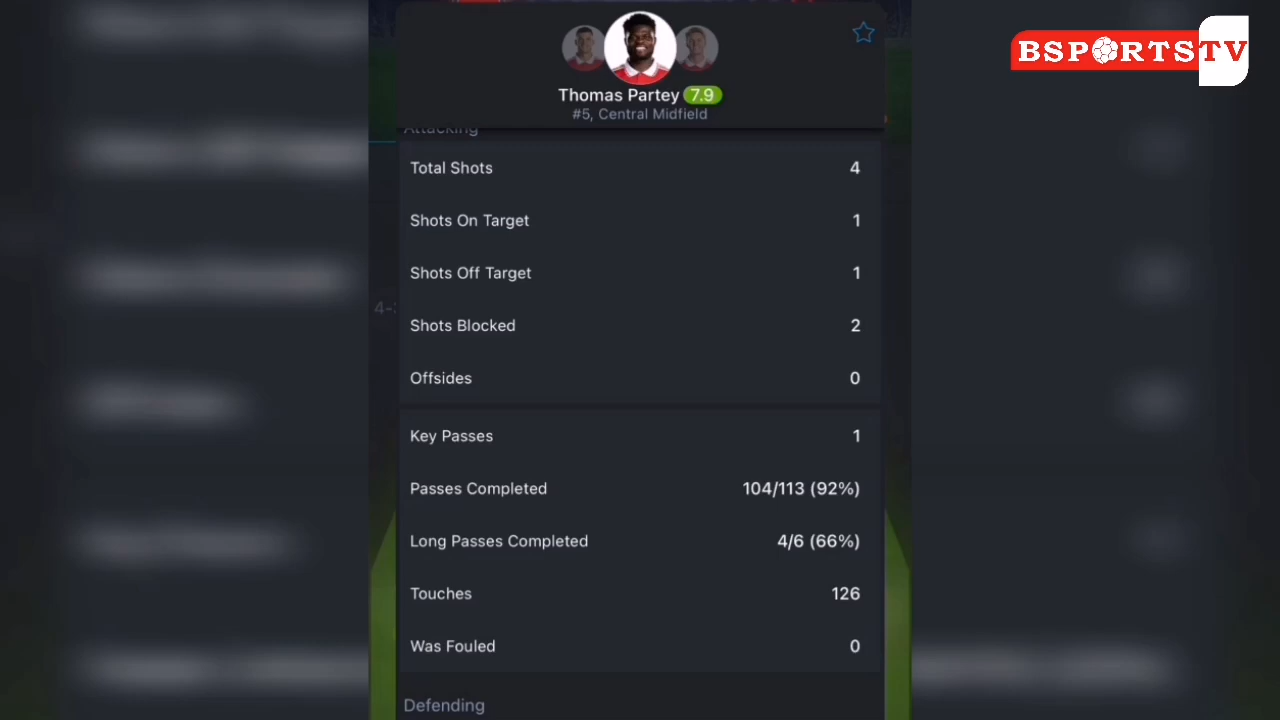 BSPORTSTV
Thomas Partey 7.9
#5, Central Midfield
Attacking
Total Shots 4
Shots On Target 1
Shots Off Target 1
Shots Blocked 2
Offsides 0
Key Passes 1
Passes Completed 104/113 (92%)
Long Passes Completed 4/6 (66%)
Touches 126
Was Fouled 0
Defending